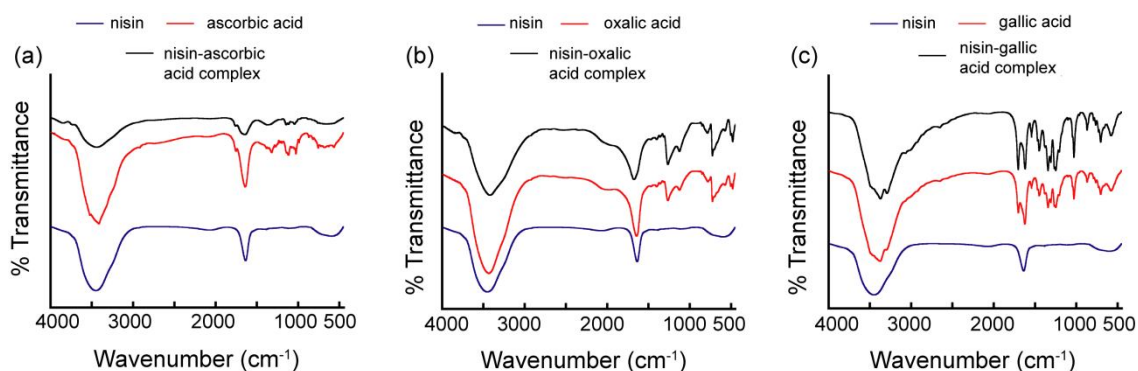 nisin ascorbic acid
nisin-ascorbic
acid complex
(a)
% Transmittance
4000 3000 2000 1000 500
Wavenumber (cm⁻¹)
nisin oxalic acid
nisin-oxalic
acid complex
(b)
% Transmittance
4000 3000 2000 1000 500
Wavenumber (cm⁻¹)
nisin gallic acid
nisin-gallic
acid complex
(c)
% Transmittance
4000 3000 2000 1000 500
Wavenumber (cm⁻¹)